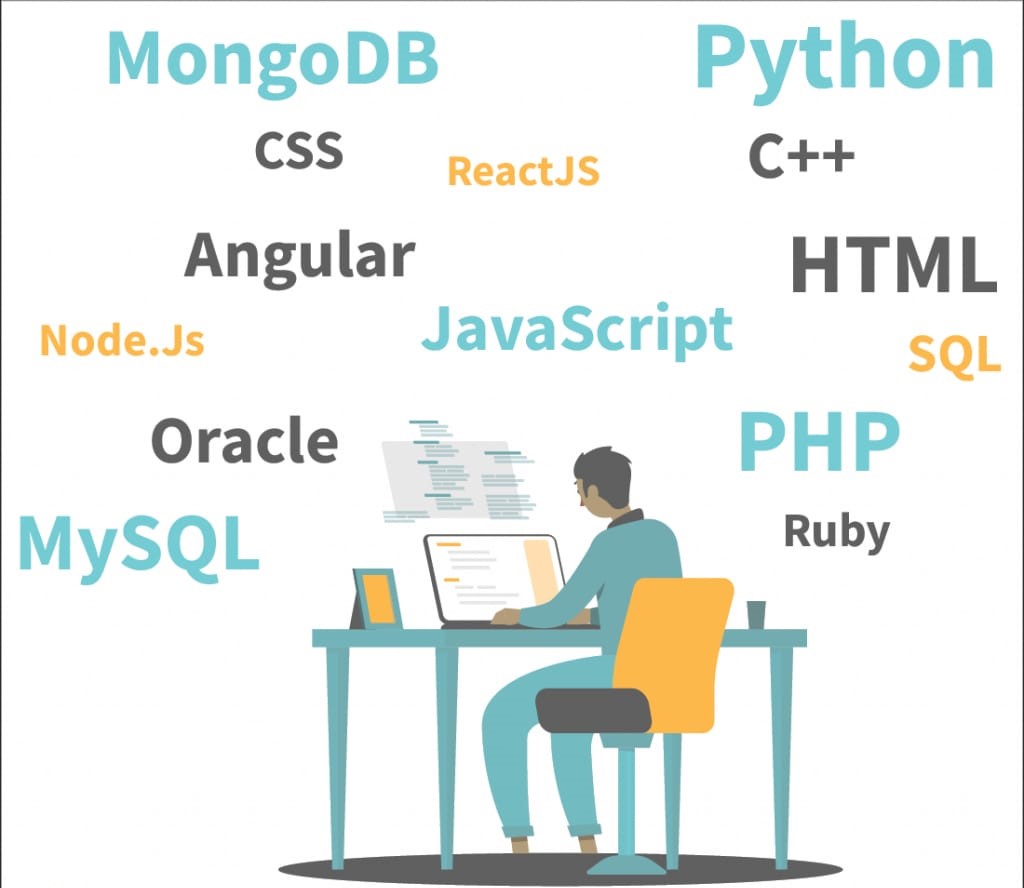 MongoDB
Python
CSS
ReactJS
C++
Angular
HTML
JavaScript
Node.Js
SQL
Oracle
PHP
MySQL
Ruby